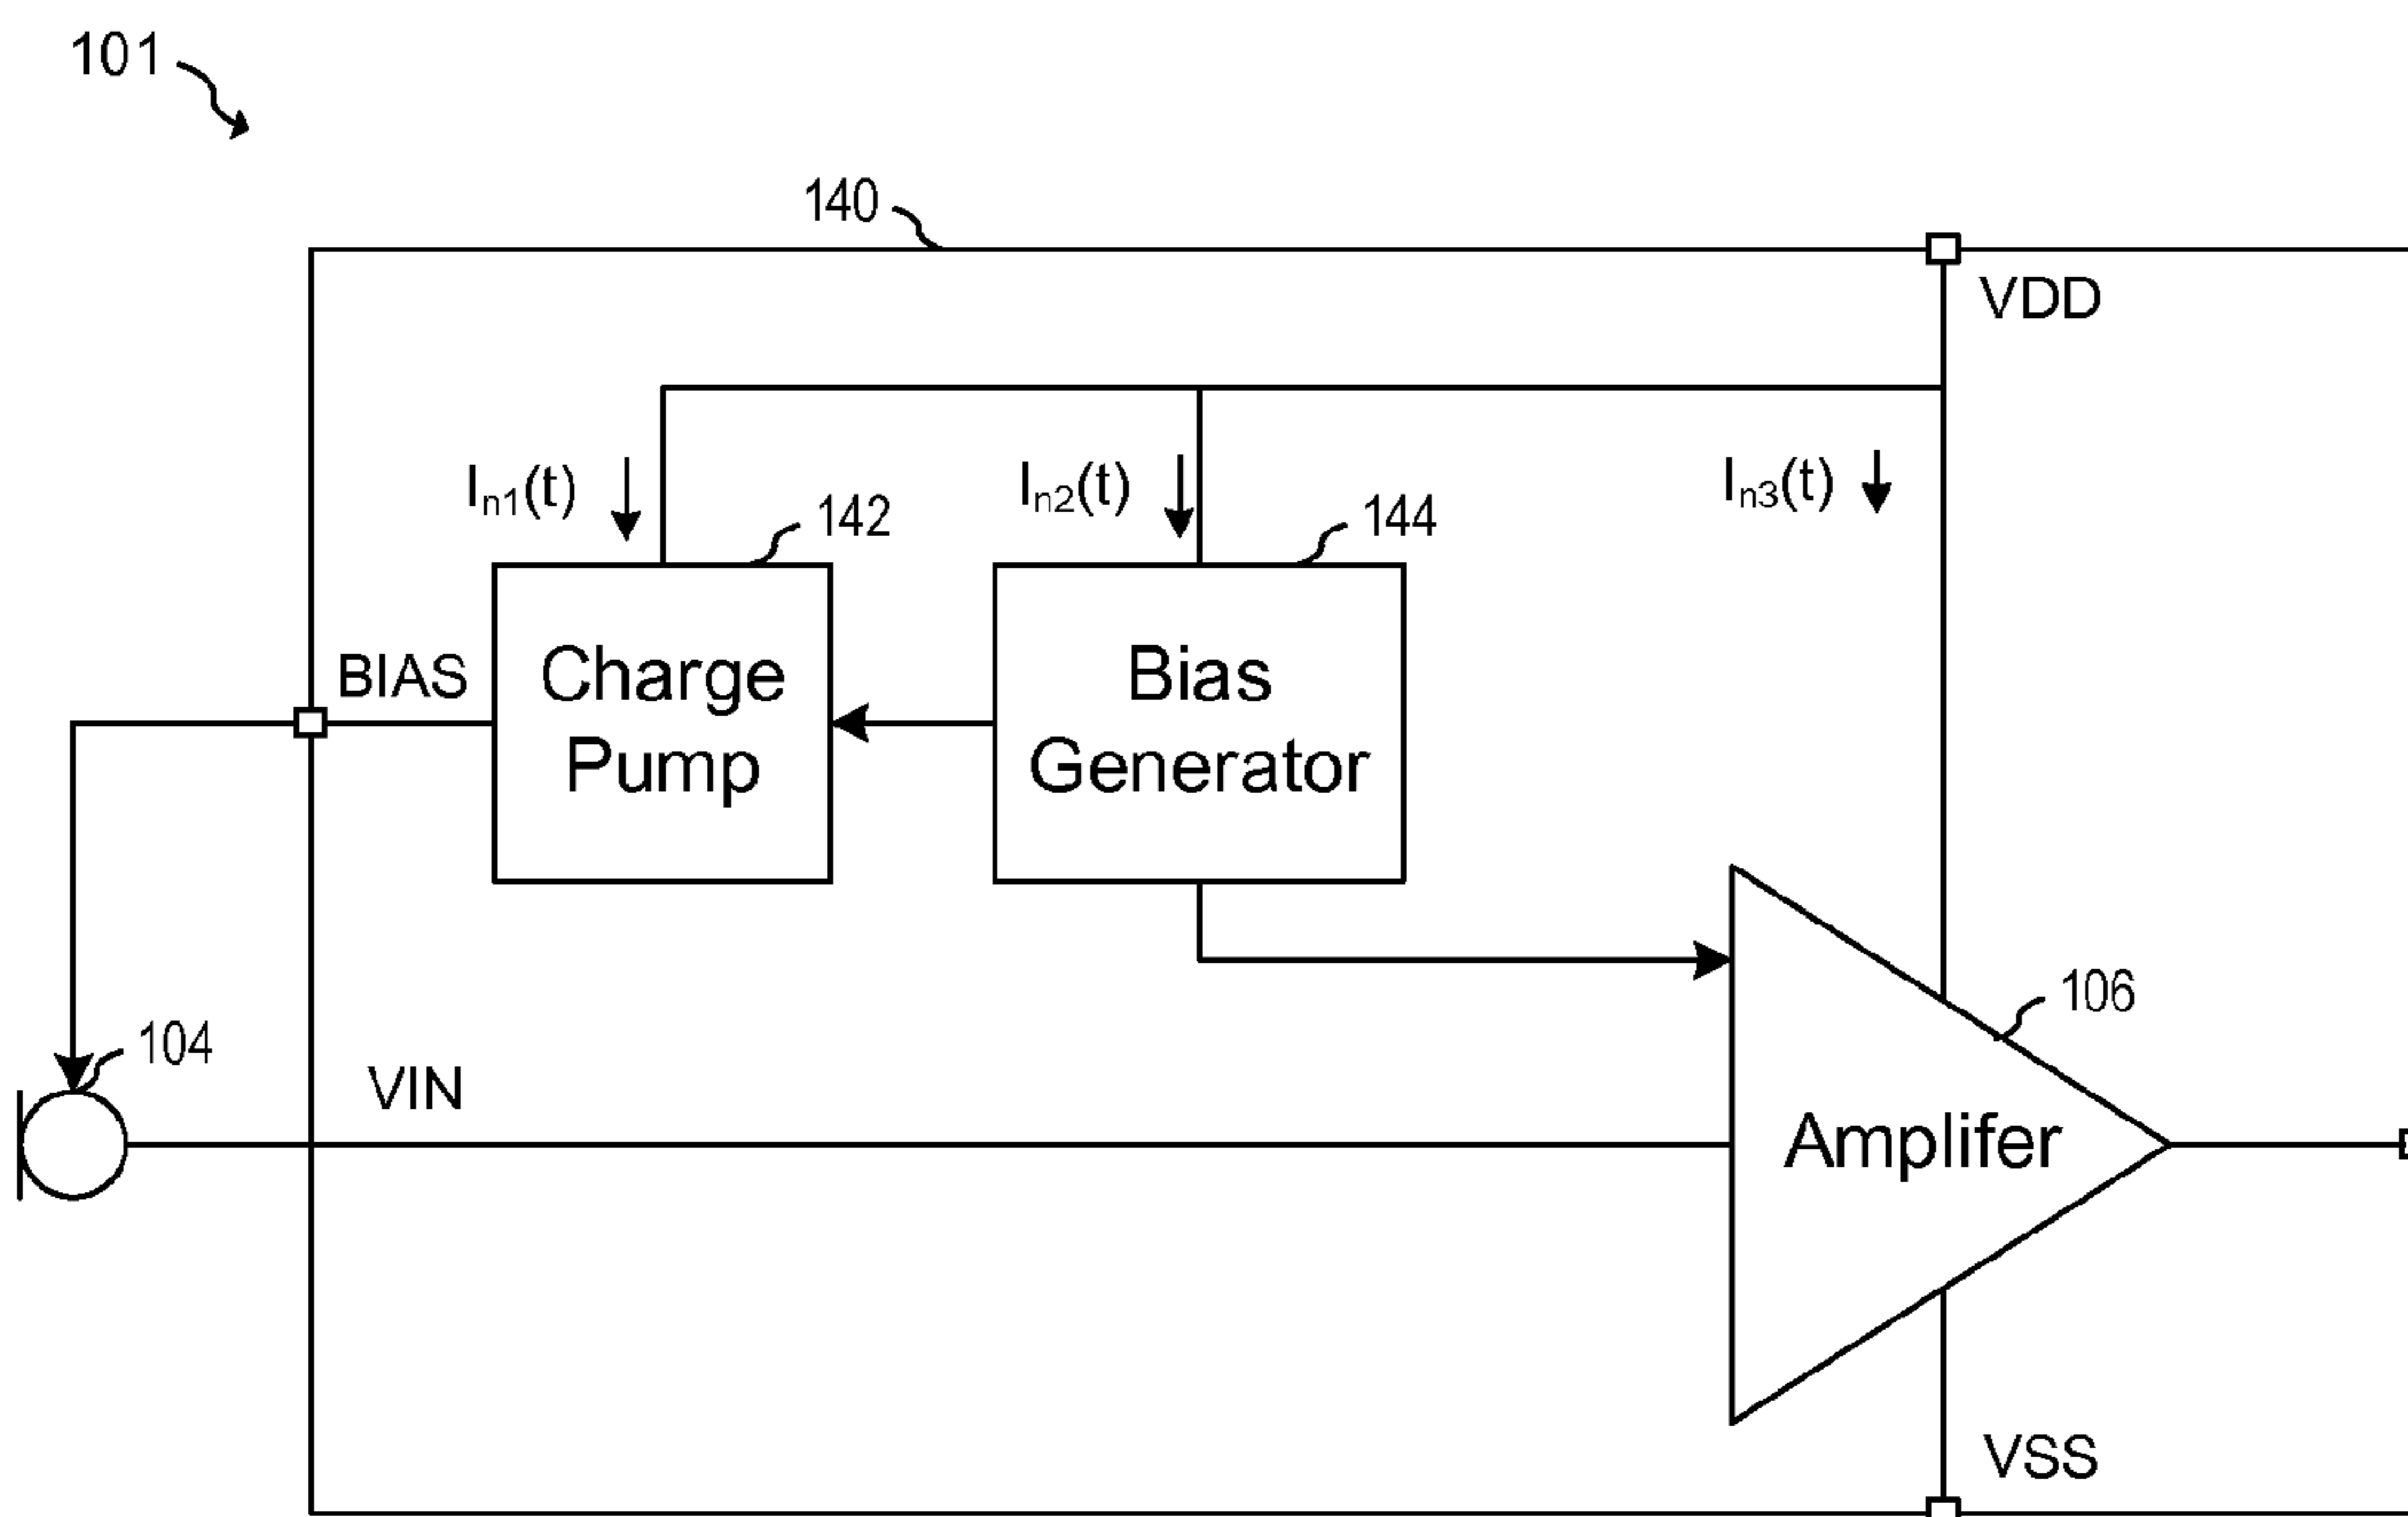 101
140
VDD
In1(t)
In2(t)
In3(t)
142
144
BIAS
Charge
Pump
Bias
Generator
106
104
VIN
Amplifer
VSS